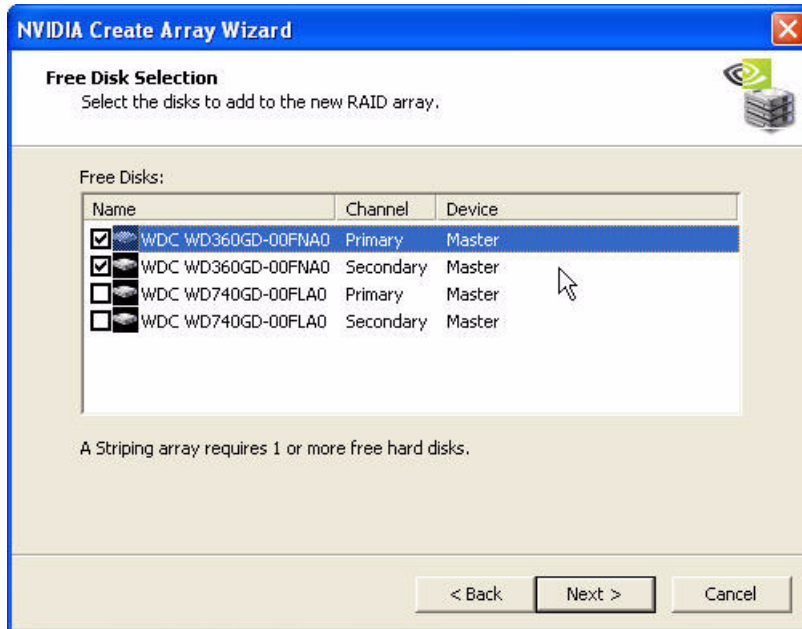 NVIDIA Create Array Wizard
Free Disk Selection
Select the disks to add to the new RAID array.
Free Disks:
Name Channel Device
WDC WD360GD-00FNA0 Primary Master
WDC WD360GD-00FNA0 Secondary Master
WDC WD740GD-00FLA0 Primary Master
WDC WD740GD-00FLA0 Secondary Master
A Striping array requires 1 or more free hard disks.
< Back Next > Cancel